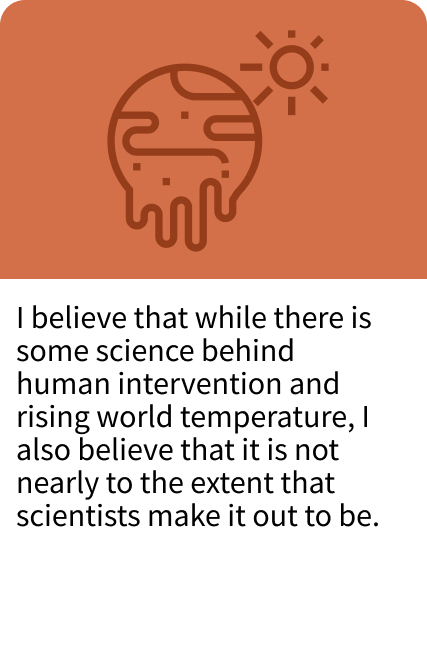 I believe that while there is
some science behind
human intervention and
rising world temperature, I
also believe that it is not
nearly to the extent that
scientists make it out to be.